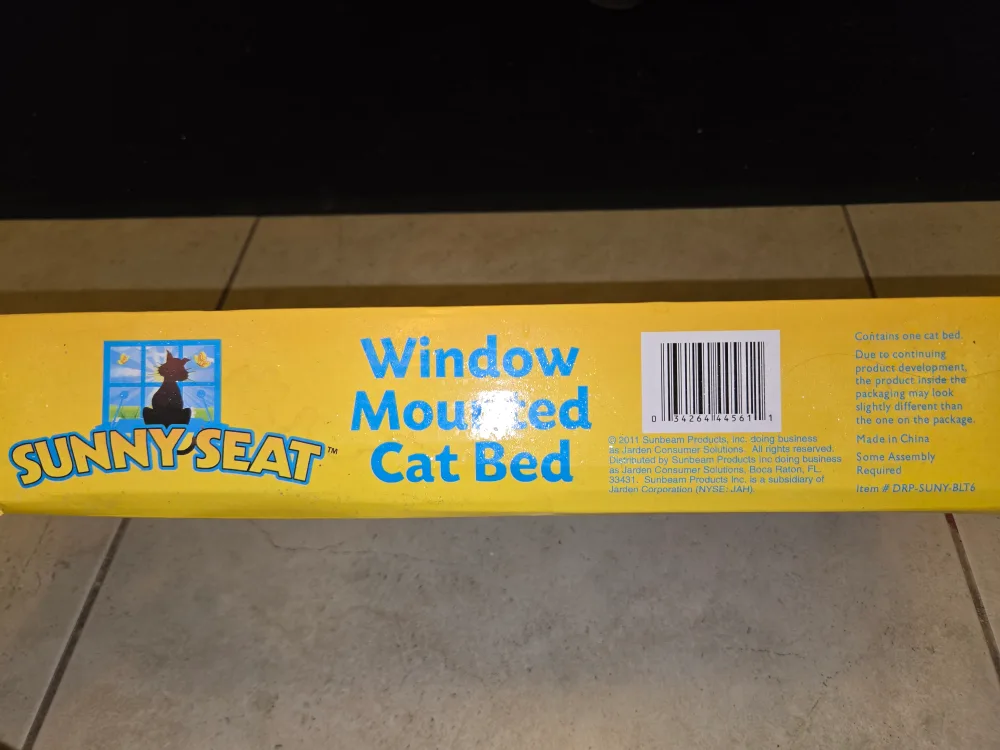 SUNNY SEAT™
Window
Mounted
Cat Bed
0 34264 44561 1
© 2011 Sunbeam Products, Inc. doing business
as Jarden Consumer Solutions. All rights reserved.
Distributed by Sunbeam Products Inc doing business
as Jarden Consumer Solutions, Boca Raton, FL,
33431. Sunbeam Products Inc. is a subsidiary of
Jarden Corporation (NYSE: JAH)
Contains one cat bed.
Due to continuing
product development,
the product inside the
packaging may look
slightly different than
the one on the package.
Made in China
Some Assembly
Required
Item # DRP-SUNY-BLT6